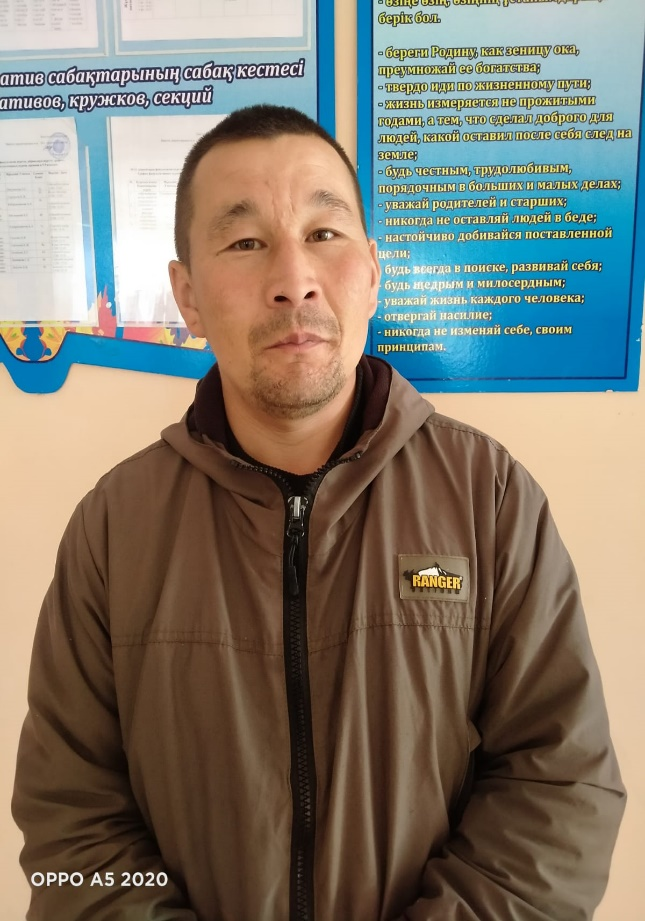 атив сабақтарының сабақ кестесі
ативов, кружков, секций
берік бол.
- береги Родину, как зеницу ока,
преумножай ее богатства;
- твердо иди по жизненному пути;
- жизнь измеряется не прожитыми
годами, а тем, что сделал доброго для
людей, какой оставил после себя след на
земле;
- будь честным, трудолюбивым,
порядочным в больших и малых делах;
- уважай родителей и старших;
- никогда не оставляй людей в беде;
- настойчиво добивайся поставленной
цели;
- будь всегда в поиске, развивай себя;
- будь щедрым и милосердным;
- уважай жизнь каждого человека;
- отвергай насилие;
- никогда не изменяй себе, своим
принципам.
RANGER
OPPO A5 2020